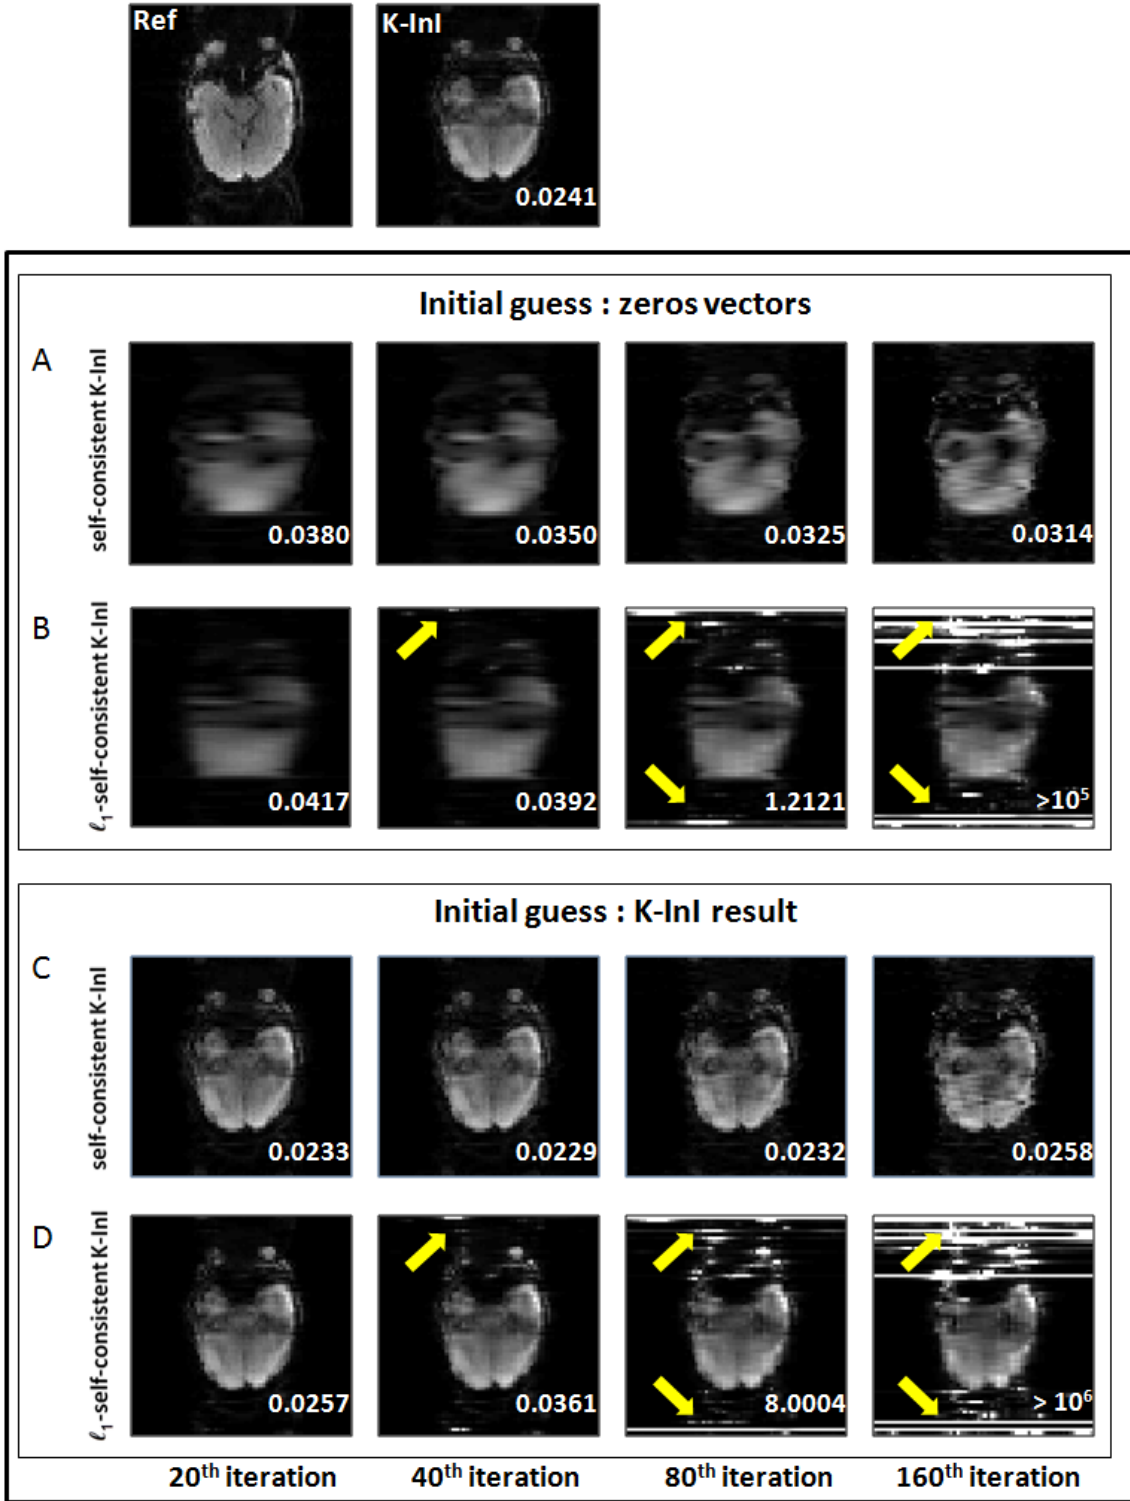 Ref
K-InI
0.0241
Initial guess : zeros vectors
A
self-consistent K-InI
0.0380
0.0350
0.0325
0.0314
B
ℓ1-self-consistent K-InI
0.0417
0.0392
1.2121
>10⁵
Initial guess : K-InI result
C
self-consistent K-InI
0.0233
0.0229
0.0232
0.0258
D
ℓ1-self-consistent K-InI
0.0257
0.0361
8.0004
> 10⁶
20th iteration
40th iteration
80th iteration
160th iteration